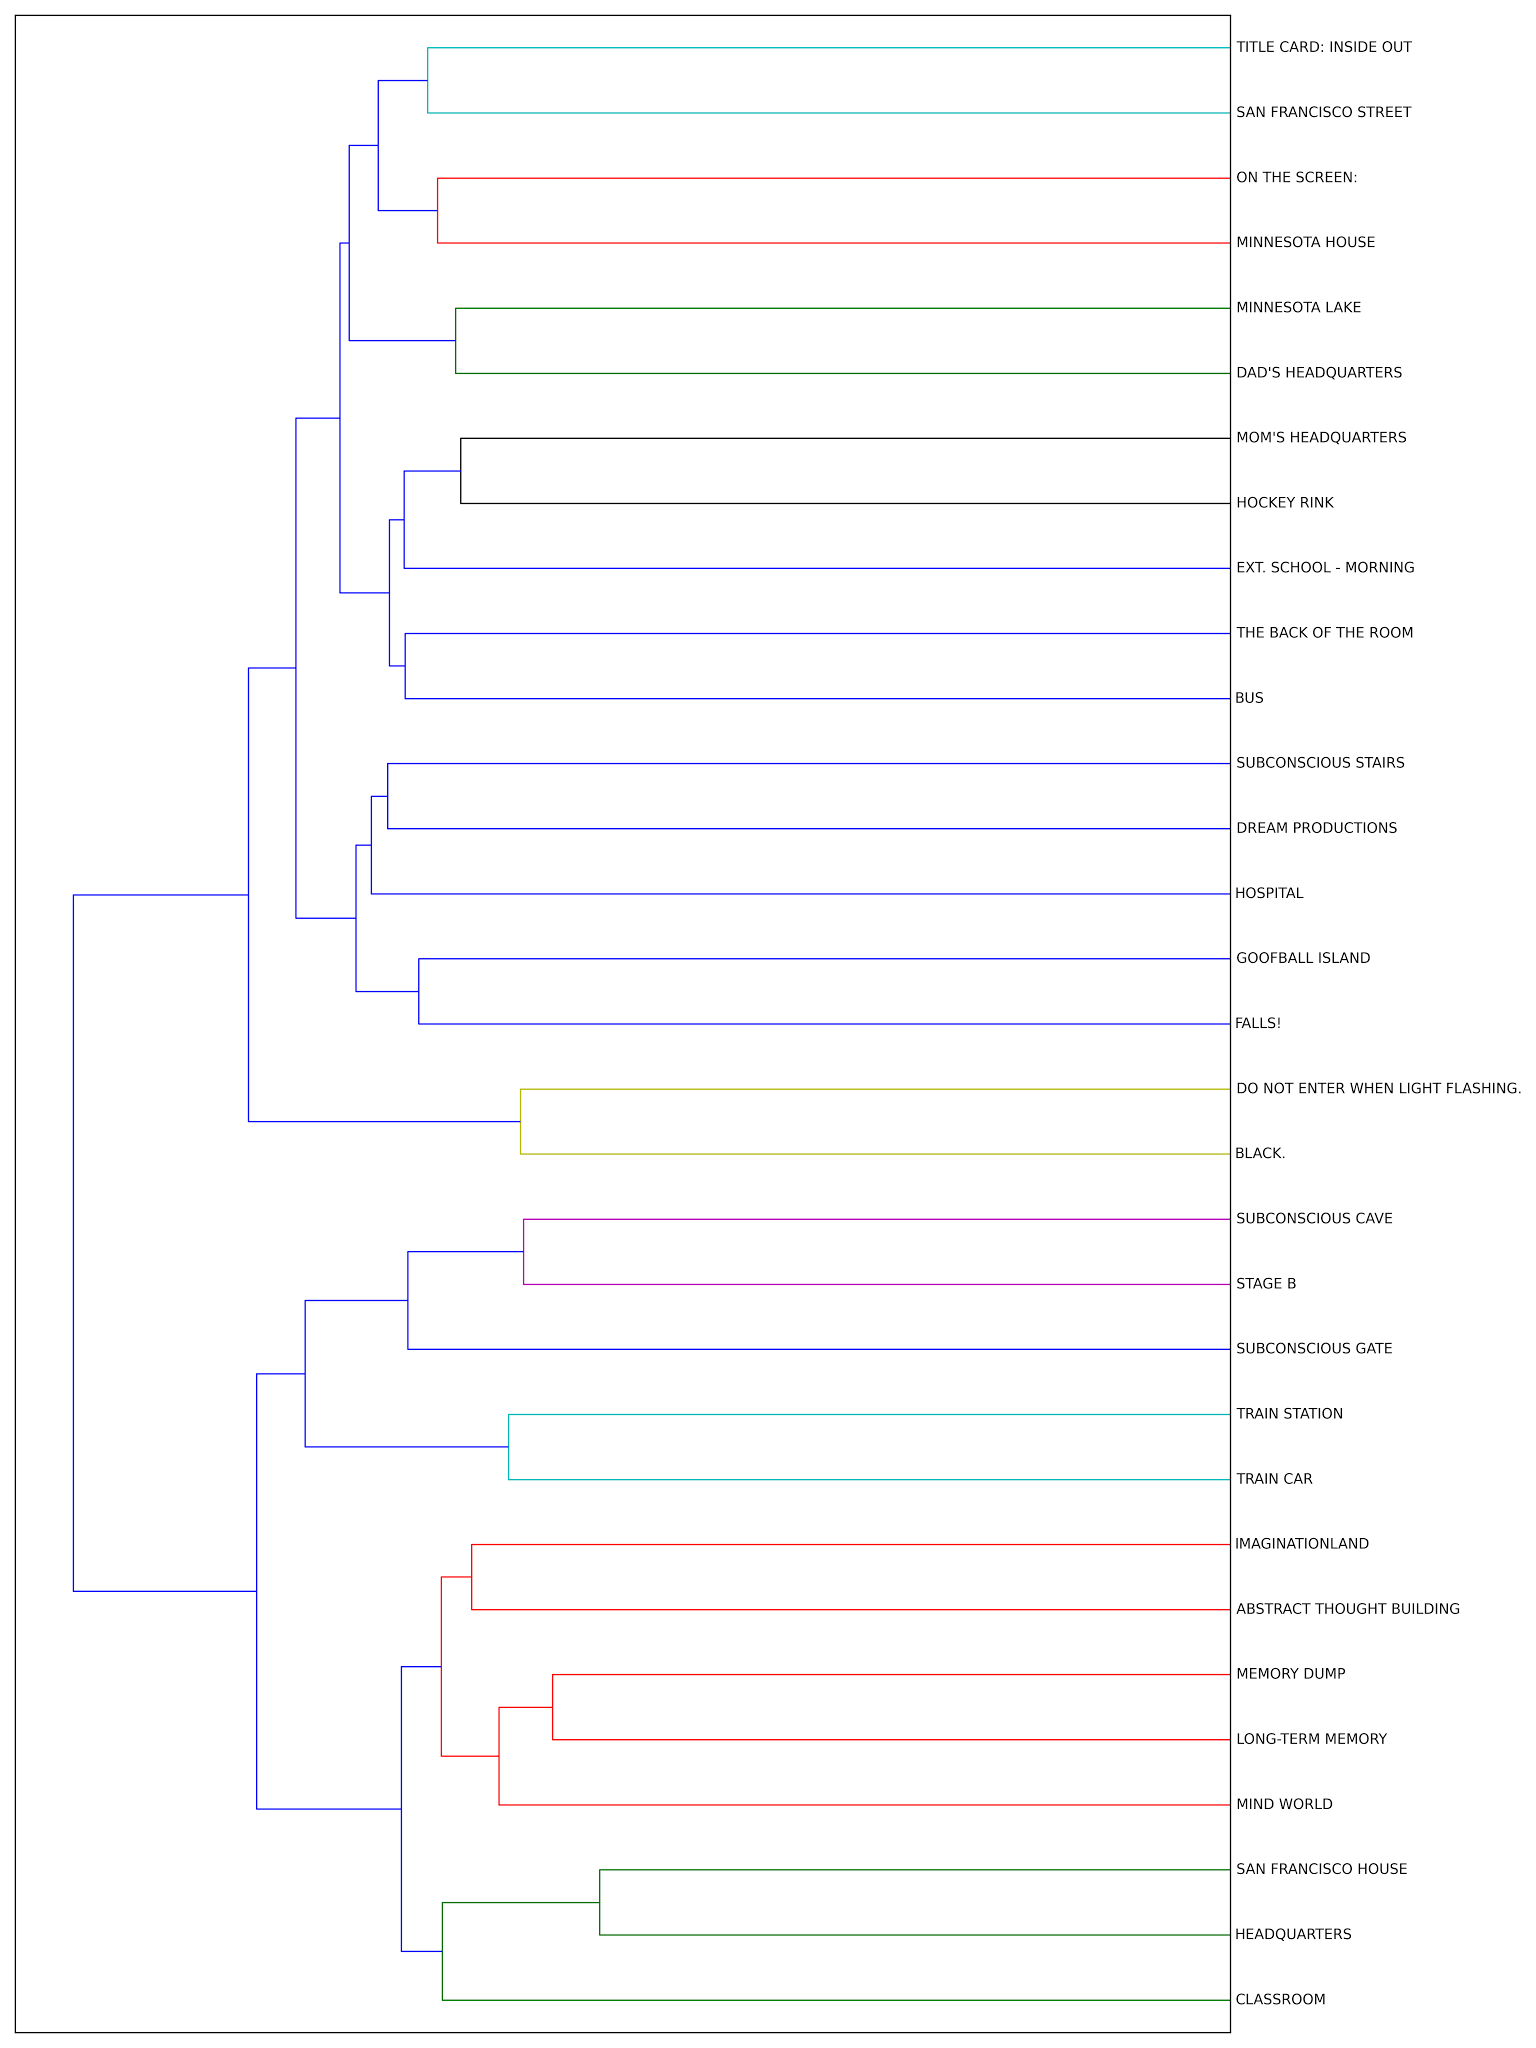 TITLE CARD: INSIDE OUT
SAN FRANCISCO STREET
ON THE SCREEN:
MINNESOTA HOUSE
MINNESOTA LAKE
DAD'S HEADQUARTERS
MOM'S HEADQUARTERS
HOCKEY RINK
EXT. SCHOOL - MORNING
THE BACK OF THE ROOM
BUS
SUBCONSCIOUS STAIRS
DREAM PRODUCTIONS
HOSPITAL
GOOFBALL ISLAND
FALLS!
DO NOT ENTER WHEN LIGHT FLASHING.
BLACK.
SUBCONSCIOUS CAVE
STAGE B
SUBCONSCIOUS GATE
TRAIN STATION
TRAIN CAR
IMAGINATIONLAND
ABSTRACT THOUGHT BUILDING
MEMORY DUMP
LONG-TERM MEMORY
MIND WORLD
SAN FRANCISCO HOUSE
HEADQUARTERS
CLASSROOM